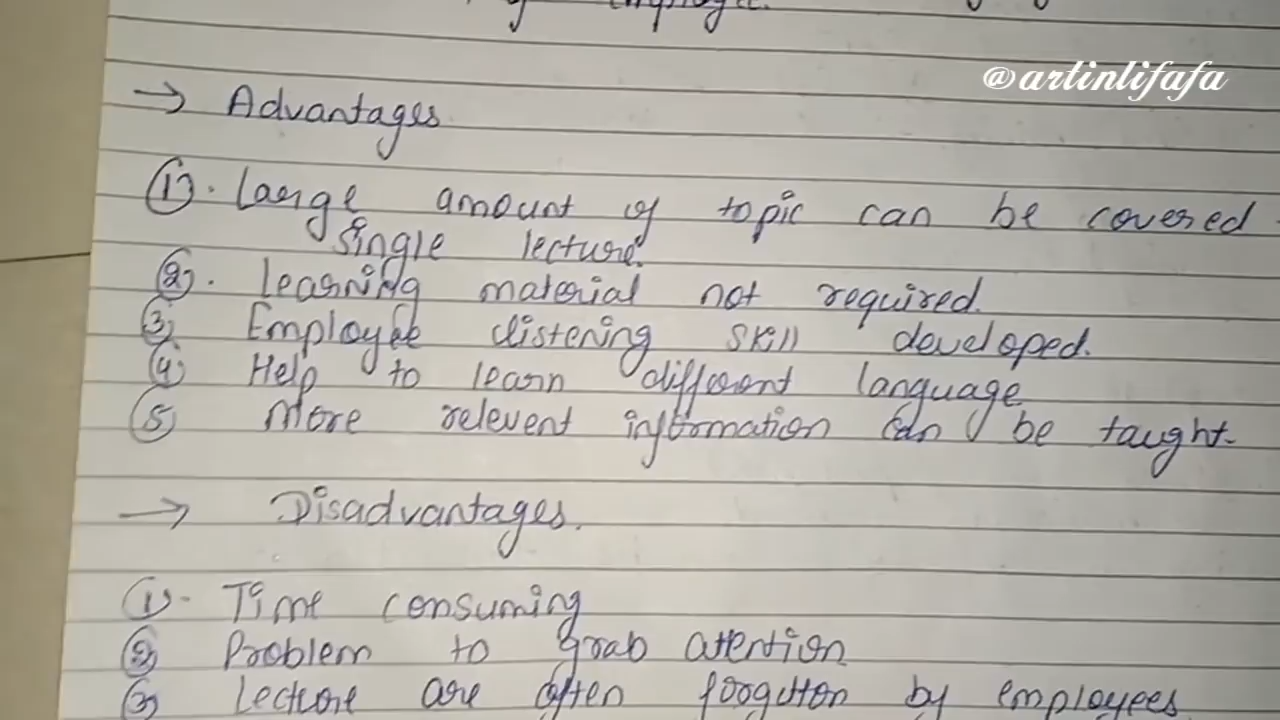 @artinlifafa
→ Advantages.
①. Large amount of topic can be covered
single lecture.
②. Learning material not required.
③ Employee listening skill developed.
④ Help to learn different language
⑤ More relevent information can be taught.
→ Disadvantages.
①. Time consuming
② Problem to grab attention
③ Lecture are often forgotton by employees